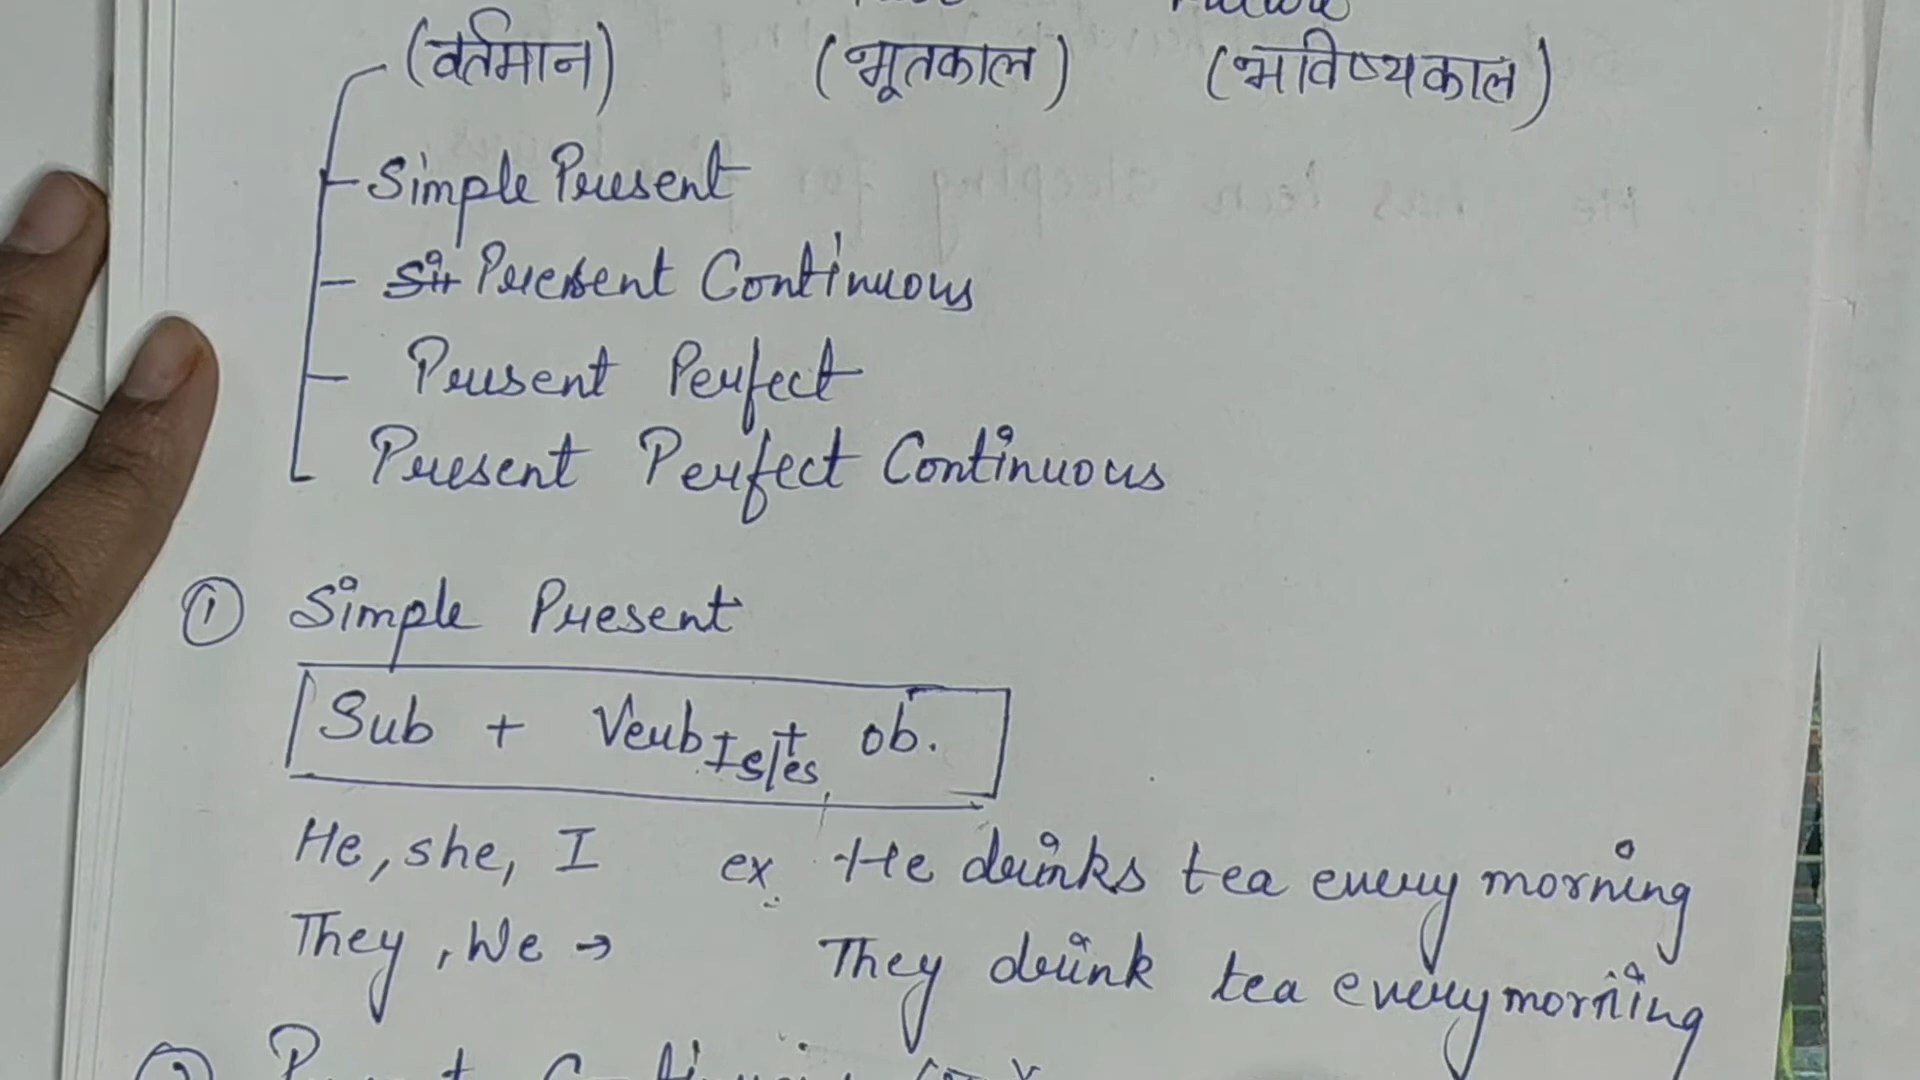 (वर्तमान) (भूतकाल) (भविष्यकाल)
Simple Present
Present Continuous
Present Perfect
Present Perfect Continuous
① Simple Present
Sub + Verb I s/es + ob.
He, she, I ex. He drinks tea every morning
They, We → They drink tea every morning